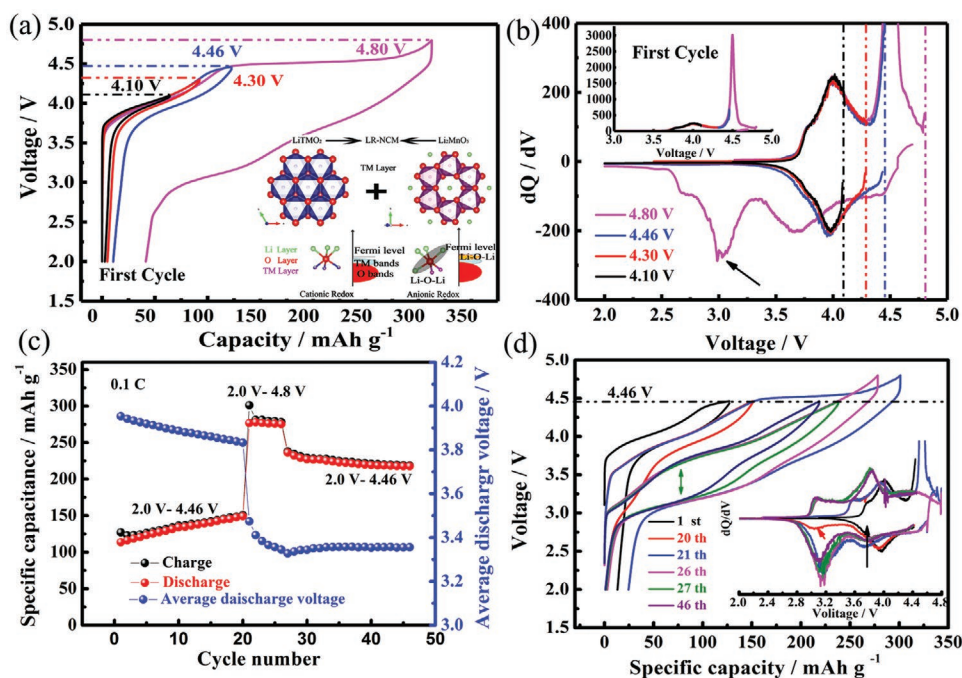 (a)
5.0
4.5
4.0
3.5
3.0
2.5
2.0
1.5
Voltage / V
4.46 V
4.80 V
4.30 V
4.10 V
LiTMO₂
LR-NCM
Li₂MnO₃
TM Layer
+
Li Layer
O Layer
TM Layer
Fermi level
TM bands
O bands
Cationic Redox
Fermi level
Li-O-Li
Li-O-Li
Anionic Redox
First Cycle
0 50 100 150 200 250 300 350
Capacity / mAh g⁻¹
(b)
First Cycle
3000
2500
2000
1500
1000
500
0
3.0 3.5 4.0 4.5 5.0
Voltage / V
400
200
0
-200
-400
dQ / dV
4.80 V
4.46 V
4.30 V
4.10 V
2.0 2.5 3.0 3.5 4.0 4.5 5.0
Voltage / V
(c)
350
300
250
200
150
100
50
0
Specific capacitance / mAh g⁻¹
0.1 C
2.0 V- 4.8 V
2.0 V- 4.46 V
2.0 V- 4.46 V
Charge
Discharge
Average daischarge voltage
4.2
4.0
3.8
3.6
3.4
3.2
3.0
Average dischargr voltage / V
0 10 20 30 40 50
Cycle number
(d)
5.0
4.5
4.0
3.5
3.0
2.5
2.0
1.5
Voltage / V
4.46 V
1 st
20 th
21 th
26 th
27 th
46 th
dQ/dV
2.0 2.4 2.8 3.2 3.6 4.0 4.4 4.8
Voltage / V
0 50 100 150 200 250 300 350
Specific capacity / mAh g⁻¹